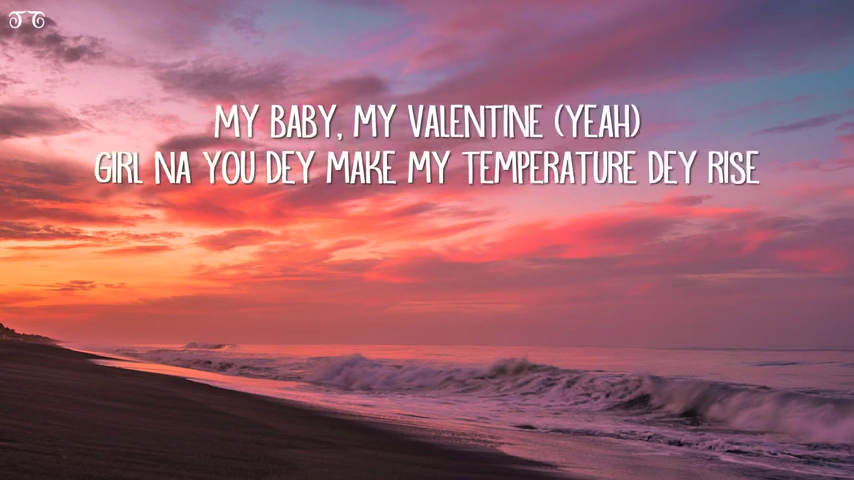 MY BABY, MY VALENTINE (YEAH)
GIRL NA YOU DEY MAKE MY TEMPERATURE DEY RISE